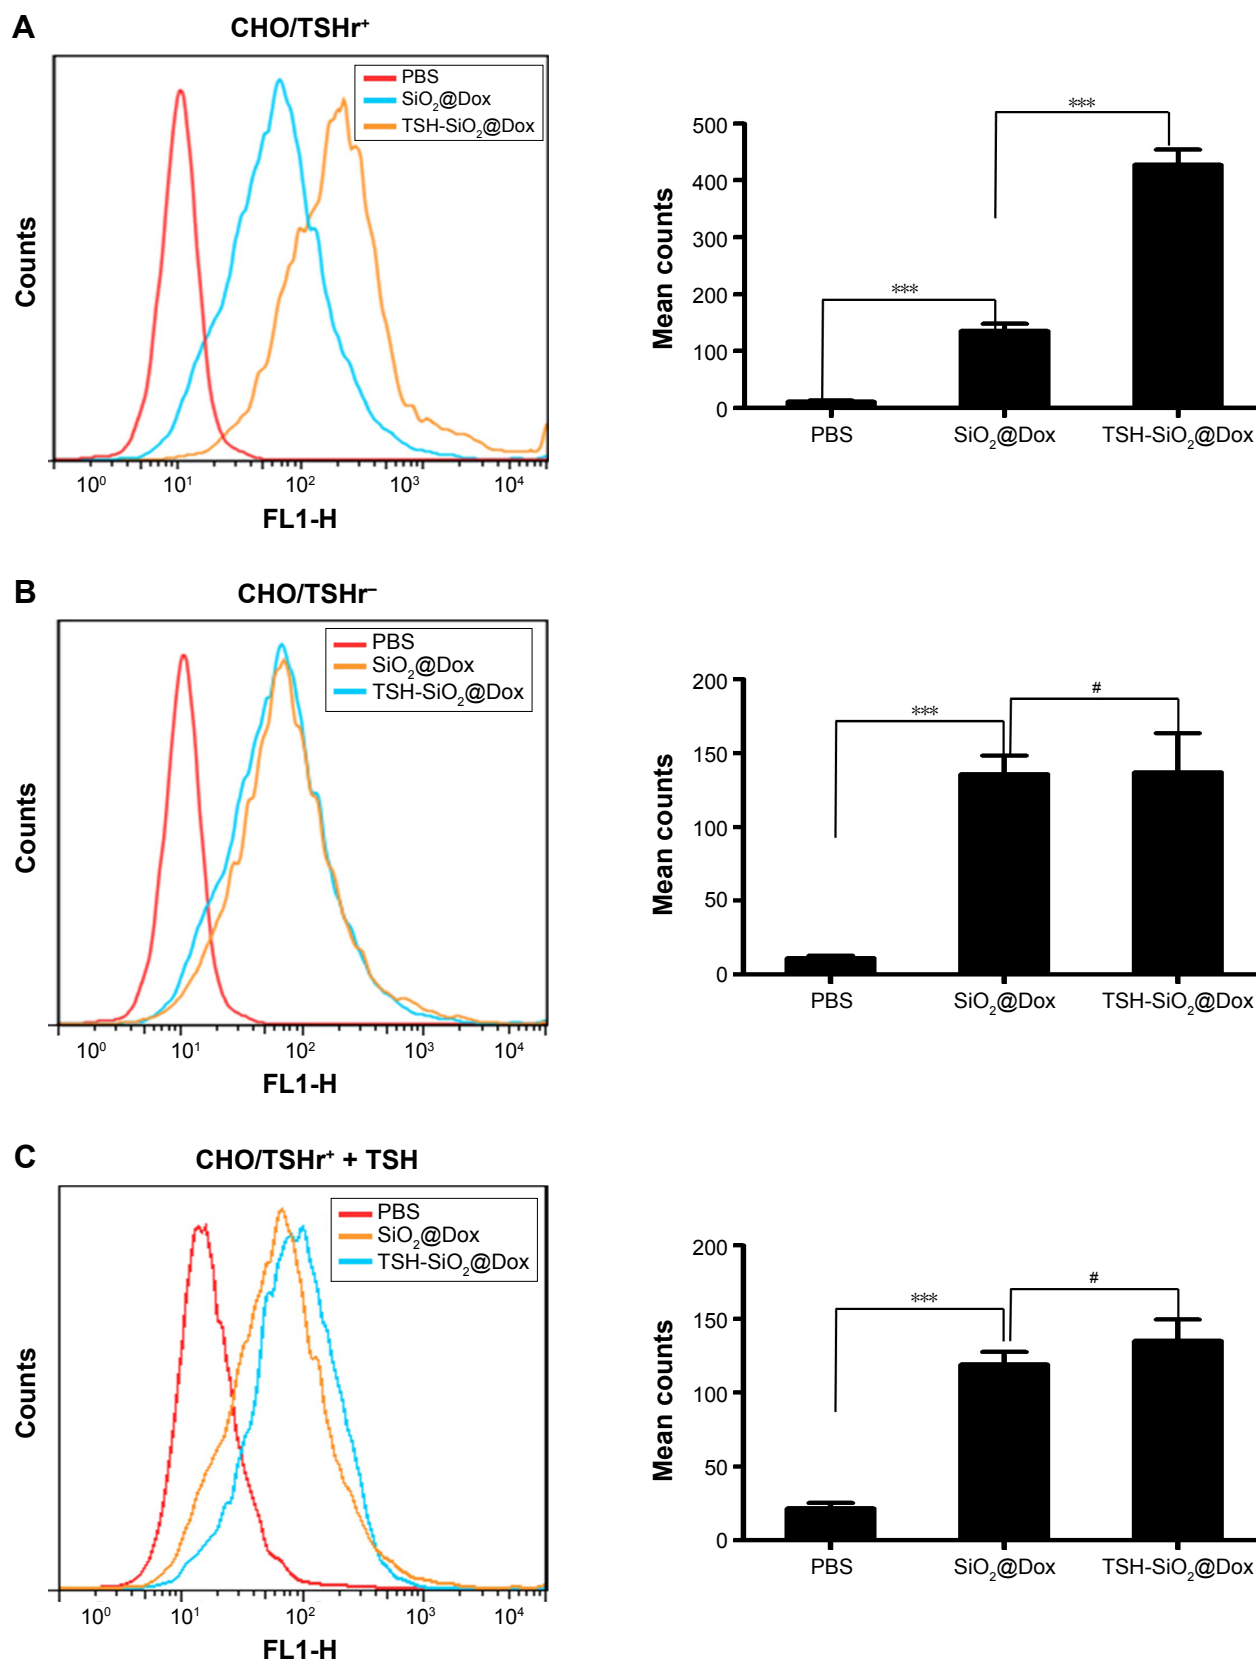 A
CHO/TSHr⁺
PBS
SiO₂@Dox
TSH-SiO₂@Dox
Counts
10⁰ 10¹ 10² 10³ 10⁴
FL1-H
500
400
300
200
100
0
Mean counts
***
***
PBS SiO₂@Dox TSH-SiO₂@Dox
B
CHO/TSHr⁻
PBS
SiO₂@Dox
TSH-SiO₂@Dox
Counts
10⁰ 10¹ 10² 10³ 10⁴
FL1-H
200
150
100
50
0
Mean counts
***
#
PBS SiO₂@Dox TSH-SiO₂@Dox
C
CHO/TSHr⁺ + TSH
PBS
SiO₂@Dox
TSH-SiO₂@Dox
Counts
10⁰ 10¹ 10² 10³ 10⁴
FL1-H
200
150
100
50
0
Mean counts
***
#
PBS SiO₂@Dox TSH-SiO₂@Dox